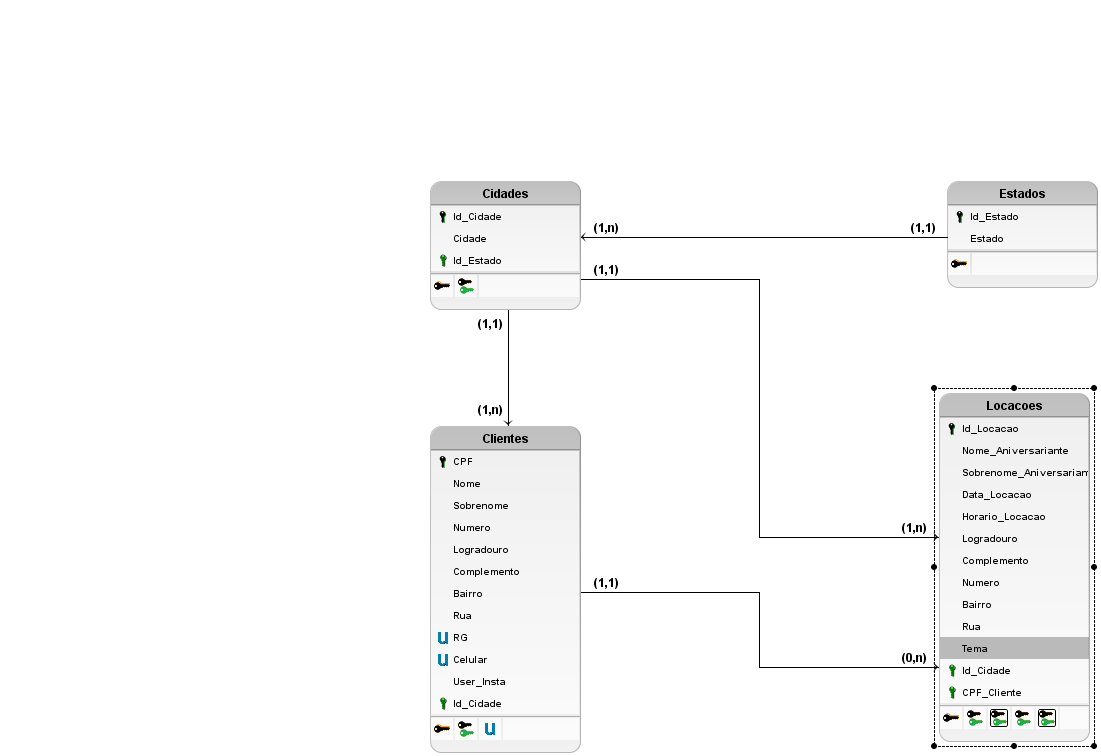 Cidades
Id_Cidade
Cidade
Id_Estado
Estados
Id_Estado
Estado
(1,n)
(1,1)
(1,1)
(1,1)
(1,n)
Clientes
CPF
Nome
Sobrenome
Numero
Logradouro
Complemento
Bairro
Rua
U RG
U Celular
User_Insta
Id_Cidade
U
Locacoes
Id_Locacao
Nome_Aniversariante
Sobrenome_Aniversarian
Data_Locacao
Horario_Locacao
Logradouro
Complemento
Numero
Bairro
Rua
Tema
Id_Cidade
CPF_Cliente
(1,n)
(1,1)
(0,n)